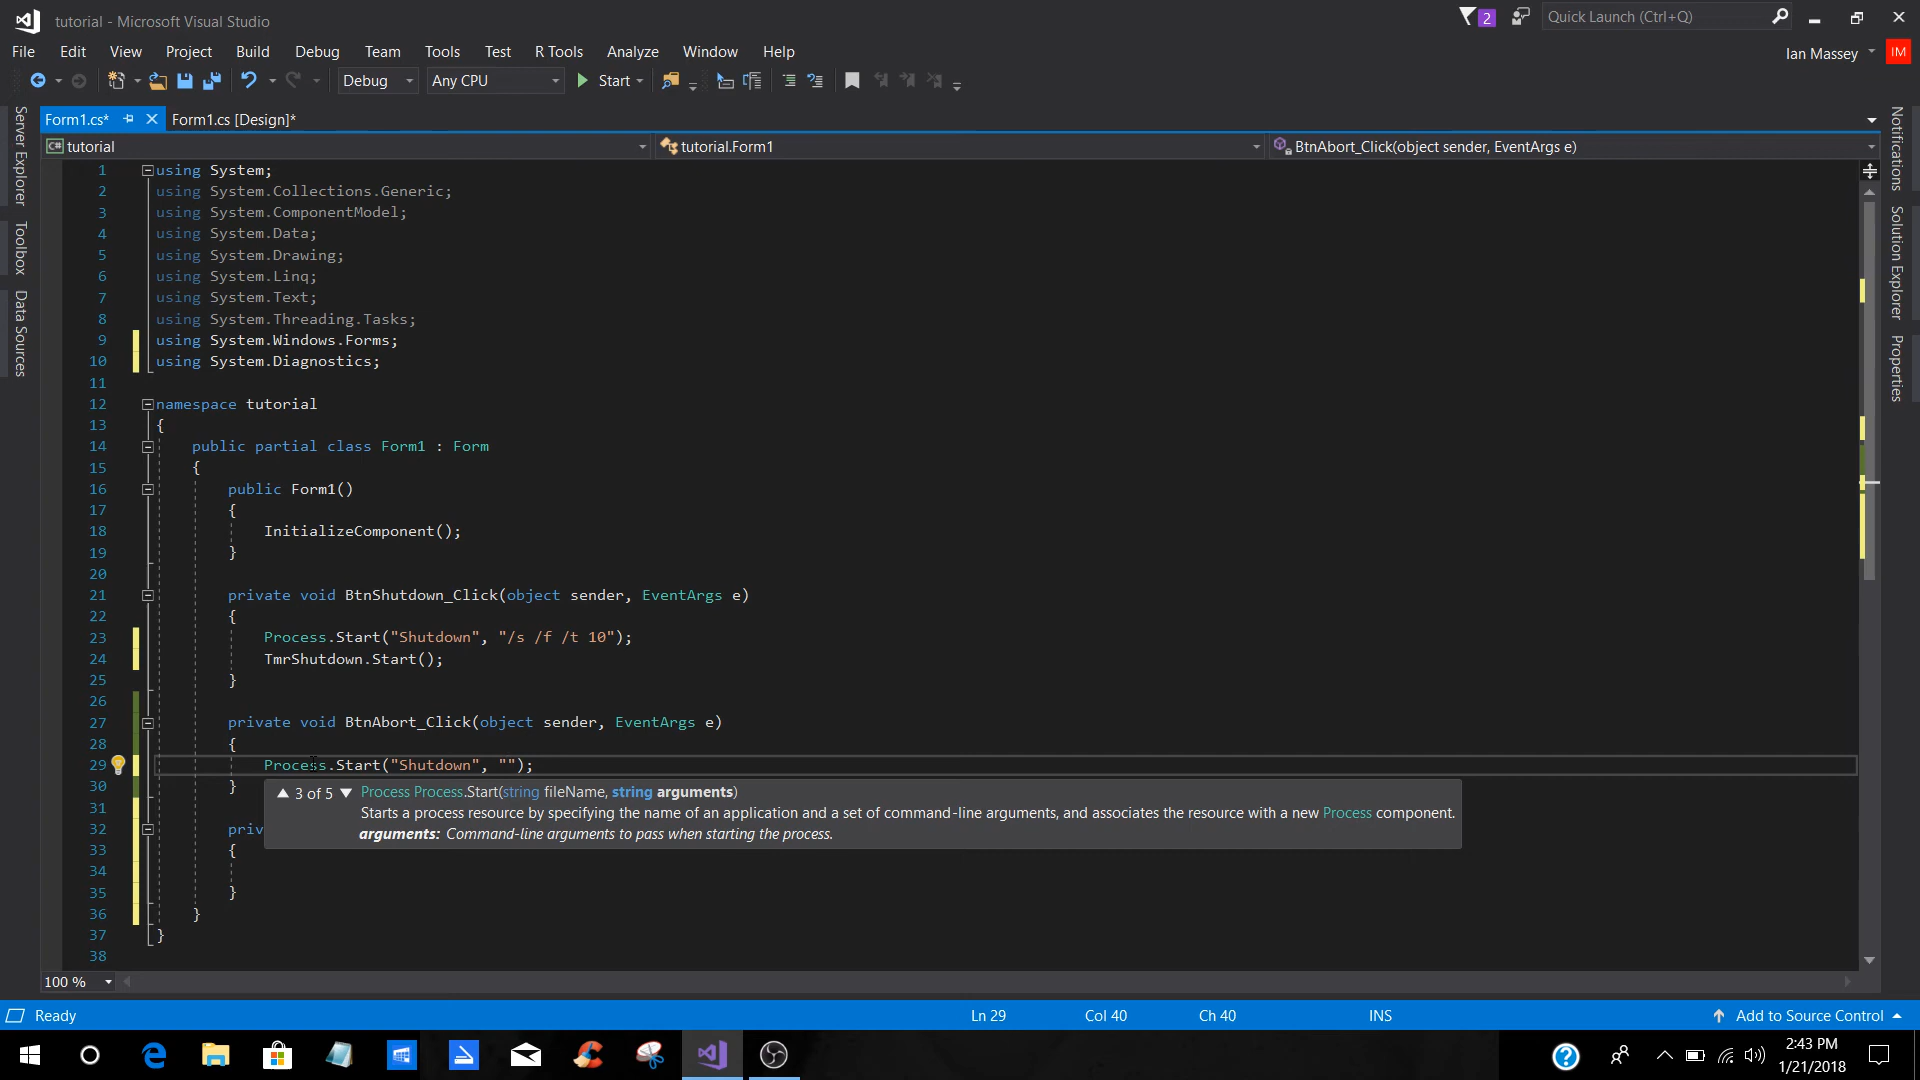 tutorial - Microsoft Visual Studio
2
Quick Launch (Ctrl+Q)
File Edit View Project Build Debug Team Tools Test R Tools Analyze Window Help
Ian Massey IM
Debug Any CPU Start
Form1.cs* Form1.cs [Design]*
C# tutorial tutorial.Form1 BtnAbort_Click(object sender, EventArgs e)
Server Explorer
Toolbox
Data Sources
Notifications
Solution Explorer
Properties
1 using System;
2 using System.Collections.Generic;
3 using System.ComponentModel;
4 using System.Data;
5 using System.Drawing;
6 using System.Linq;
7 using System.Text;
8 using System.Threading.Tasks;
9 using System.Windows.Forms;
10 using System.Diagnostics;
11
12 namespace tutorial
13 {
14 public partial class Form1 : Form
15 {
16 public Form1()
17 {
18 InitializeComponent();
19 }
20
21 private void BtnShutdown_Click(object sender, EventArgs e)
22 {
23 Process.Start("Shutdown", "/s /f /t 10");
24 TmrShutdown.Start();
25 }
26
27 private void BtnAbort_Click(object sender, EventArgs e)
28 {
29 Process.Start("Shutdown", "");
30 }
3 of 5 Process Process.Start(string fileName, string arguments)
Starts a process resource by specifying the name of an application and a set of command-line arguments, and associates the resource with a new Process component.
arguments: Command-line arguments to pass when starting the process.
31
32 priv
33 {
34
35 }
36 }
37 }
38
100 %
Ready Ln 29 Col 40 Ch 40 INS Add to Source Control
2:43 PM
1/21/2018